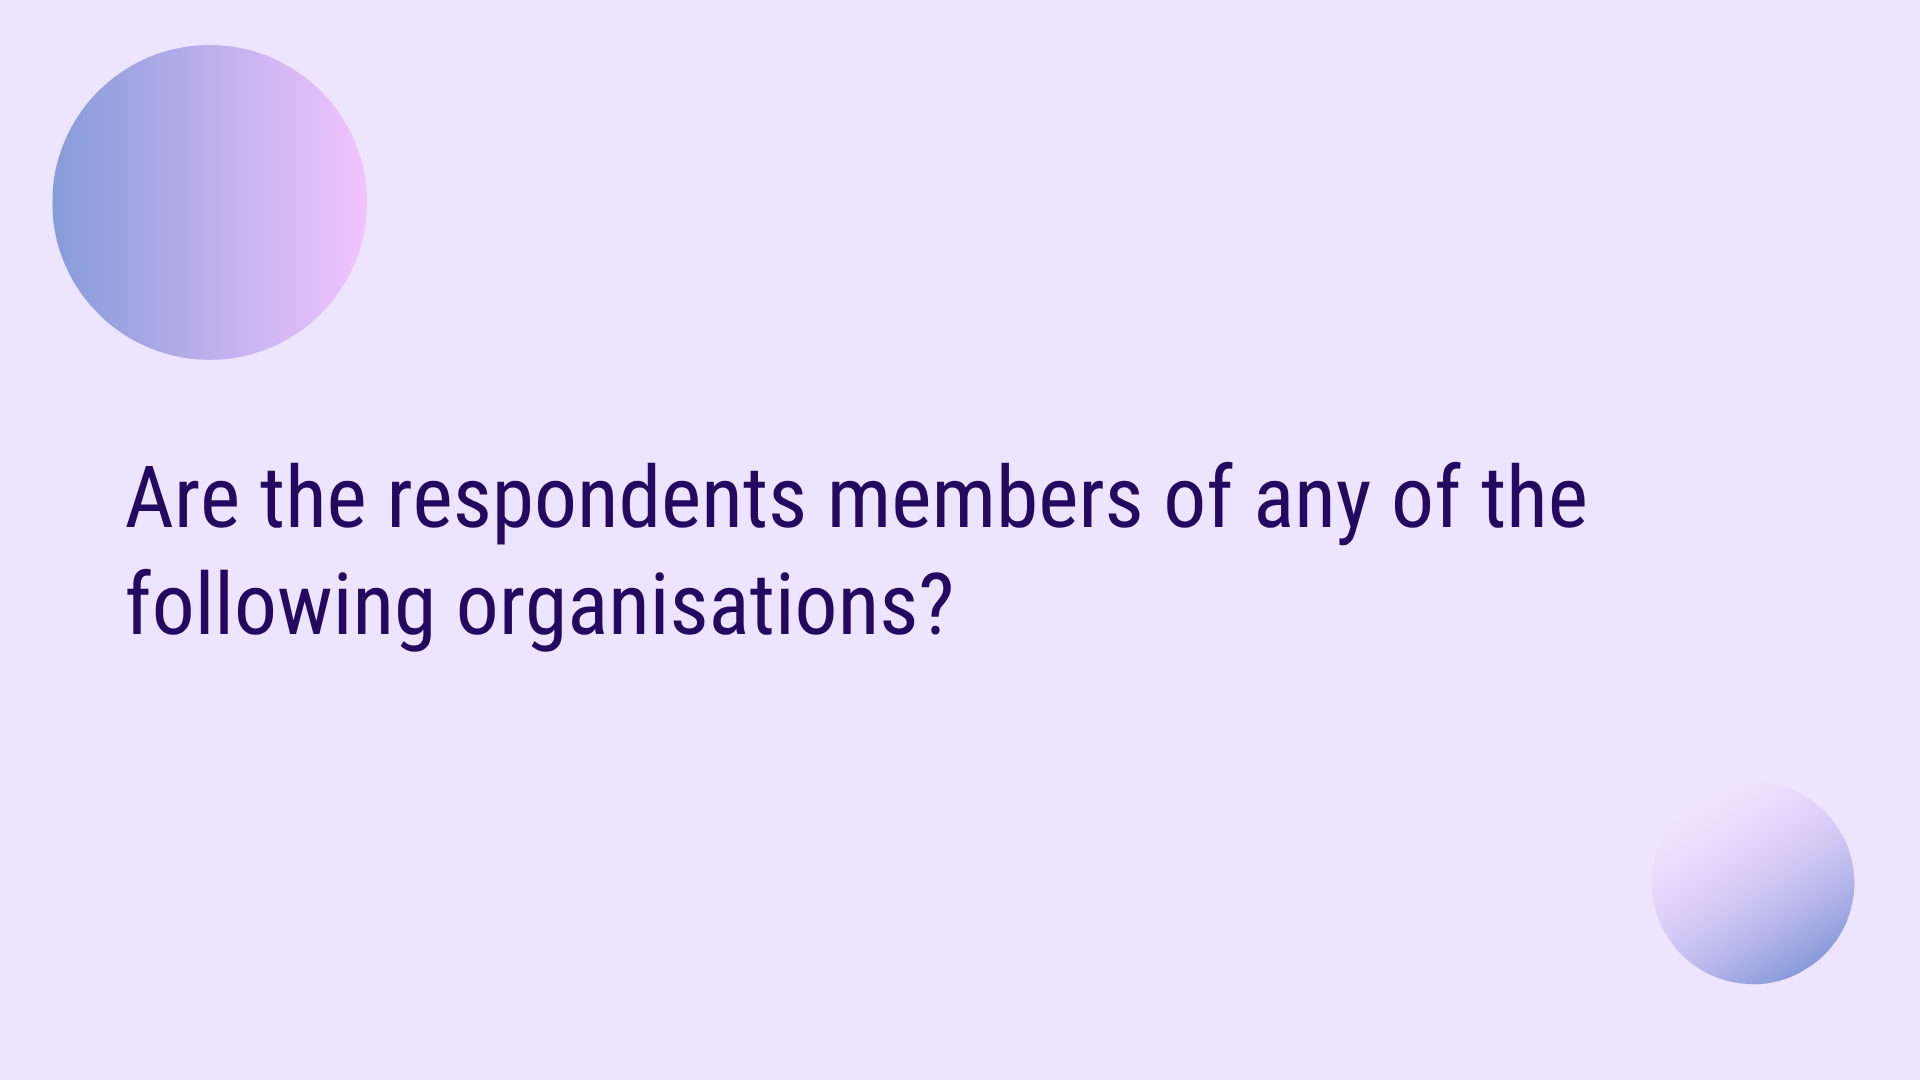 Are the respondents members of any of the
following organisations?